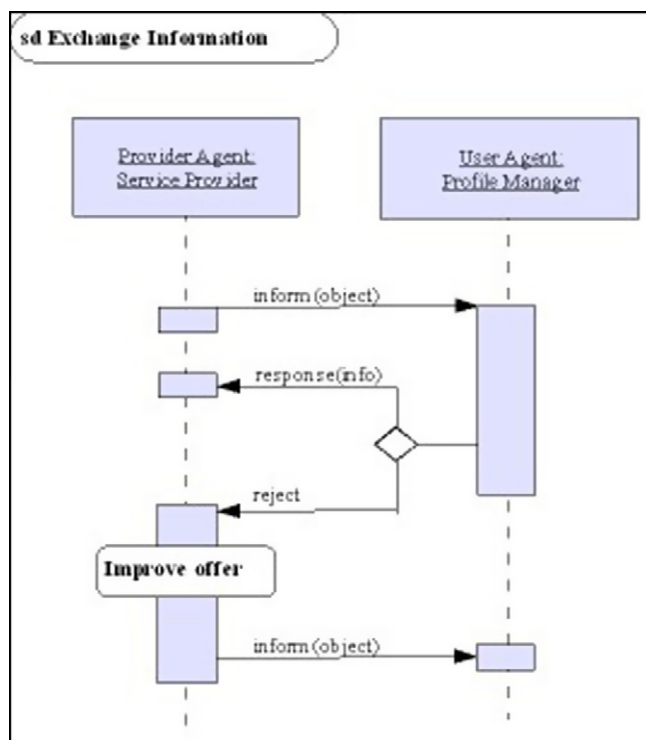 sd Exchange Information
Provider Agent:
Service Provider
User Agent:
Profile Manager
inform(object)
response(info)
reject
Improve offer
inform(object)